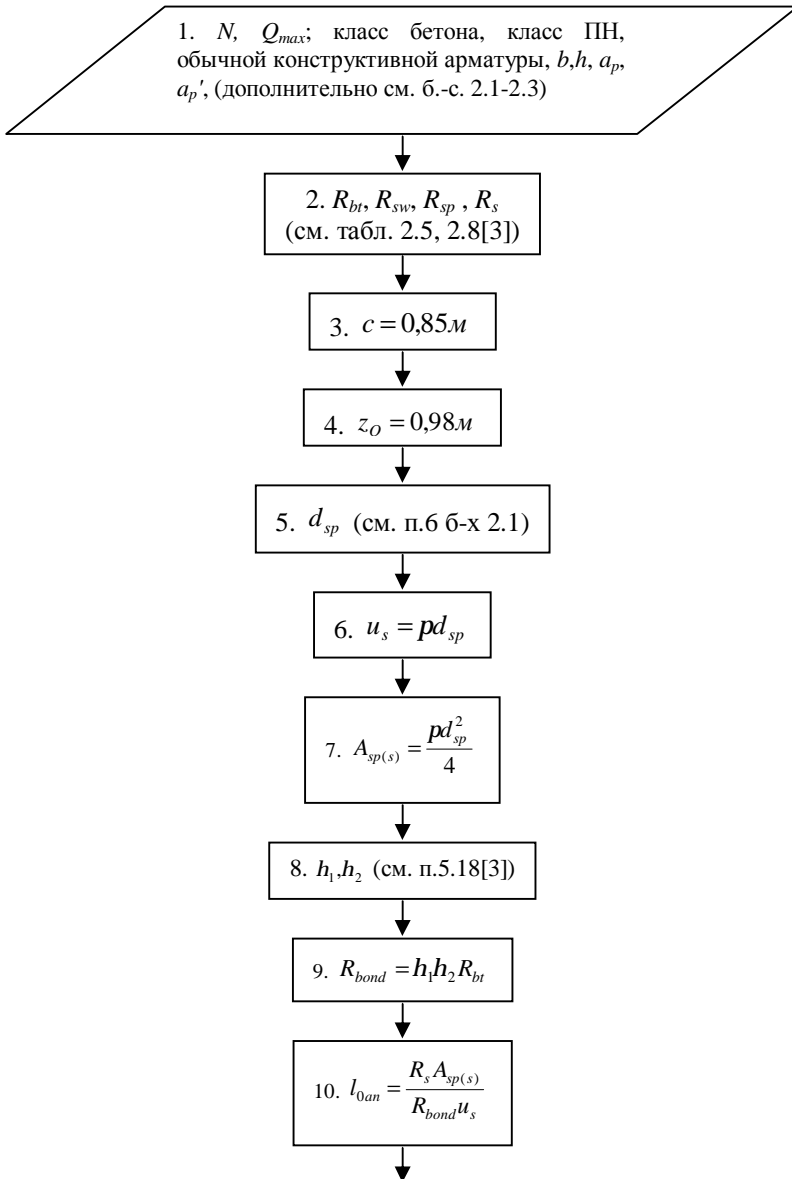 1. N, Q_max; класс бетона, класс ПН,
обычной конструктивной арматуры, b,h, a_p,
a_p', (дополнительно см. б.-с. 2.1-2.3)
2. R_bt, R_sw, R_sp , R_s
(см. табл. 2.5, 2.8[3])
3. c = 0,85м
4. z_O = 0,98м
5. d_sp (см. п.6 б-х 2.1)
6. u_s = pd_sp
7. A_sp(s) = pd_sp^2 / 4
8. h_1,h_2 (см. п.5.18[3])
9. R_bond = h_1h_2R_bt
10. l_0an = R_s A_sp(s) / R_bond u_s